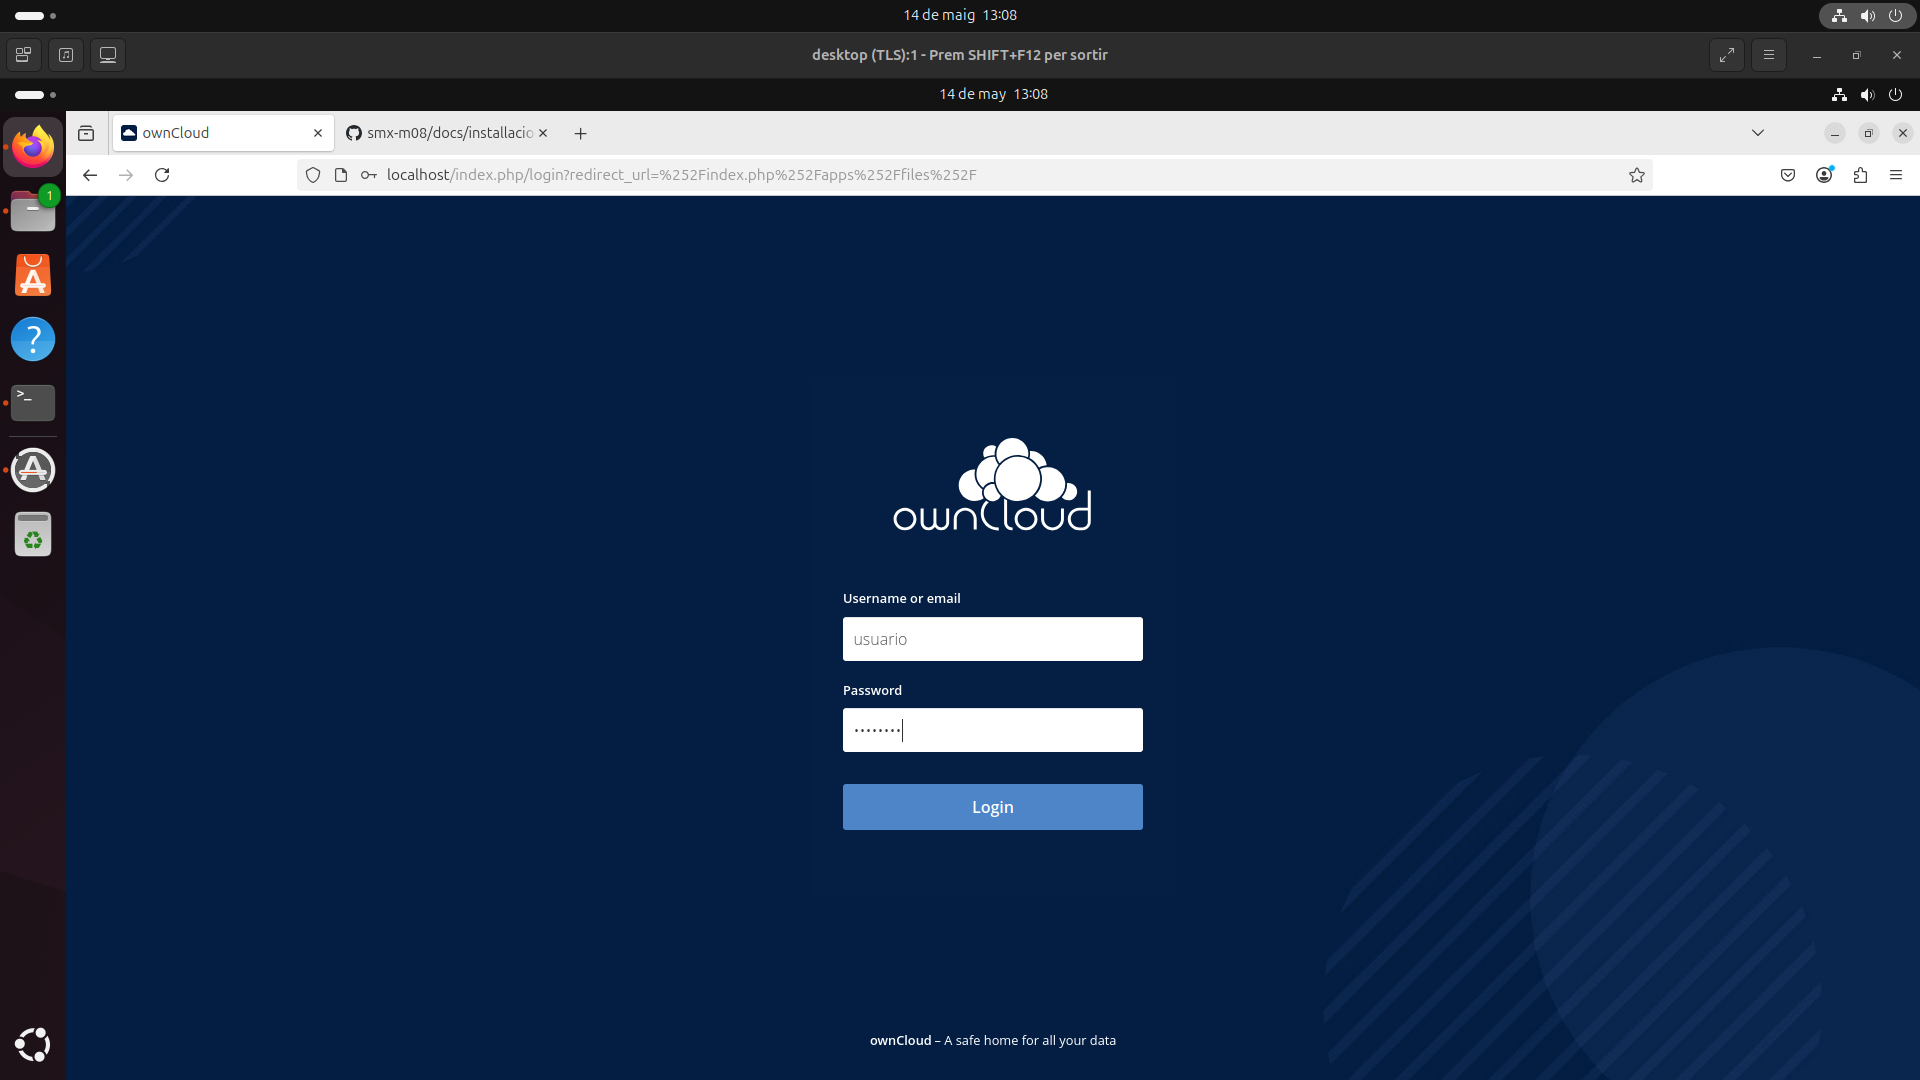 14 de maig 13:08
desktop (TLS):1 - Prem SHIFT+F12 per sortir
14 de may 13:08
ownCloud
smx-m08/docs/installacio
localhost/index.php/login?redirect_url=%252Findex.php%252Fapps%252Ffiles%252F
1
ownCloud
Username or email
usuario
Password
••••••••
Login
ownCloud – A safe home for all your data